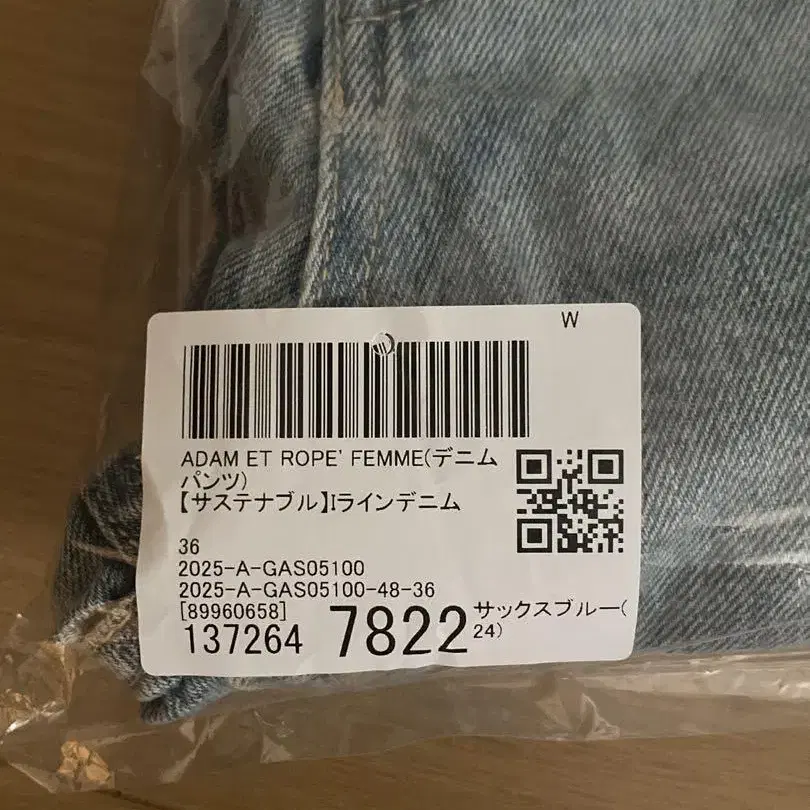 W
ADAM ET ROPE' FEMME(デニム
パンツ)
【サステナブル】Iラインデニム
36
2025-A-GAS05100
2025-A-GAS05100-48-36
[89960658]
137264 7822 サックスブルー(
24)